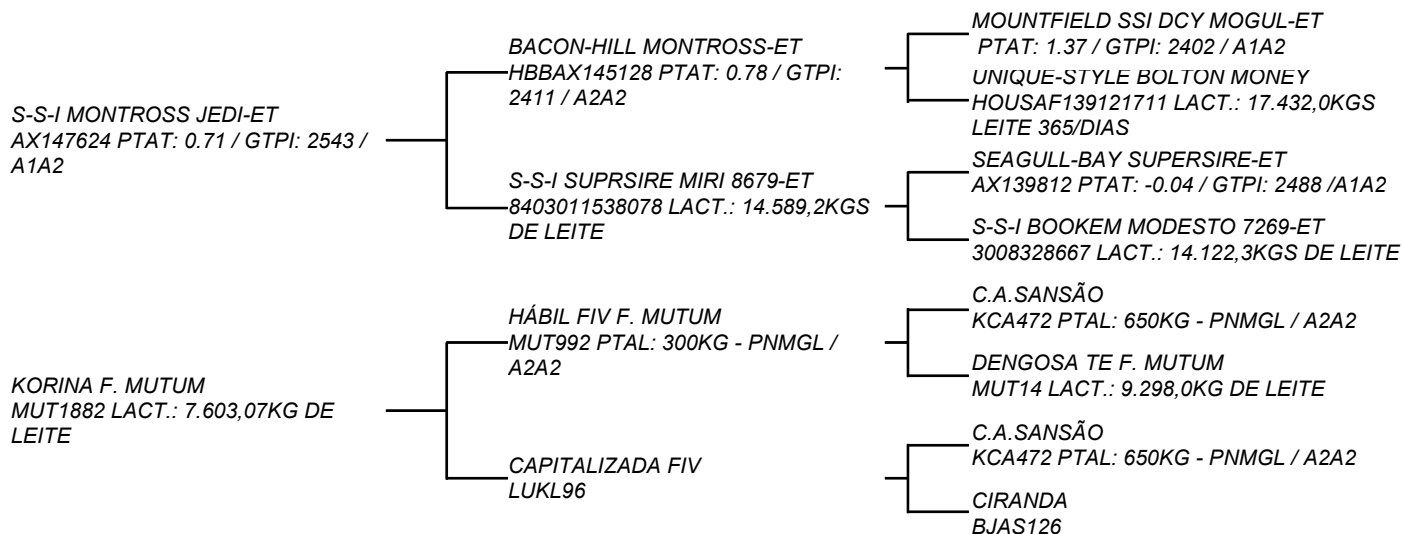 S-S-I MONTROSS JEDI-ET
AX147624 PTAT: 0.71 / GTPI: 2543 /
A1A2
BACON-HILL MONTROSS-ET
HBBAX145128 PTAT: 0.78 / GTPI:
2411 / A2A2
MOUNTFIELD SSI DCY MOGUL-ET
PTAT: 1.37 / GTPI: 2402 / A1A2
UNIQUE-STYLE BOLTON MONEY
HOUSAF139121711 LACT.: 17.432,0KGS
LEITE 365/DIAS
S-S-I SUPRSIRE MIRI 8679-ET
8403011538078 LACT.: 14.589,2KGS
DE LEITE
SEAGULL-BAY SUPERSIRE-ET
AX139812 PTAT: -0.04 / GTPI: 2488 /A1A2
S-S-I BOOKEM MODESTO 7269-ET
3008328667 LACT.: 14.122,3KGS DE LEITE
KORINA F. MUTUM
MUT1882 LACT.: 7.603,07KG DE
LEITE
HÁBIL FIV F. MUTUM
MUT992 PTAL: 300KG - PNMGL /
A2A2
C.A.SANSÃO
KCA472 PTAL: 650KG - PNMGL / A2A2
DENGOSA TE F. MUTUM
MUT14 LACT.: 9.298,0KG DE LEITE
CAPITALIZADA FIV
LUKL96
C.A.SANSÃO
KCA472 PTAL: 650KG - PNMGL / A2A2
CIRANDA
BJAS126